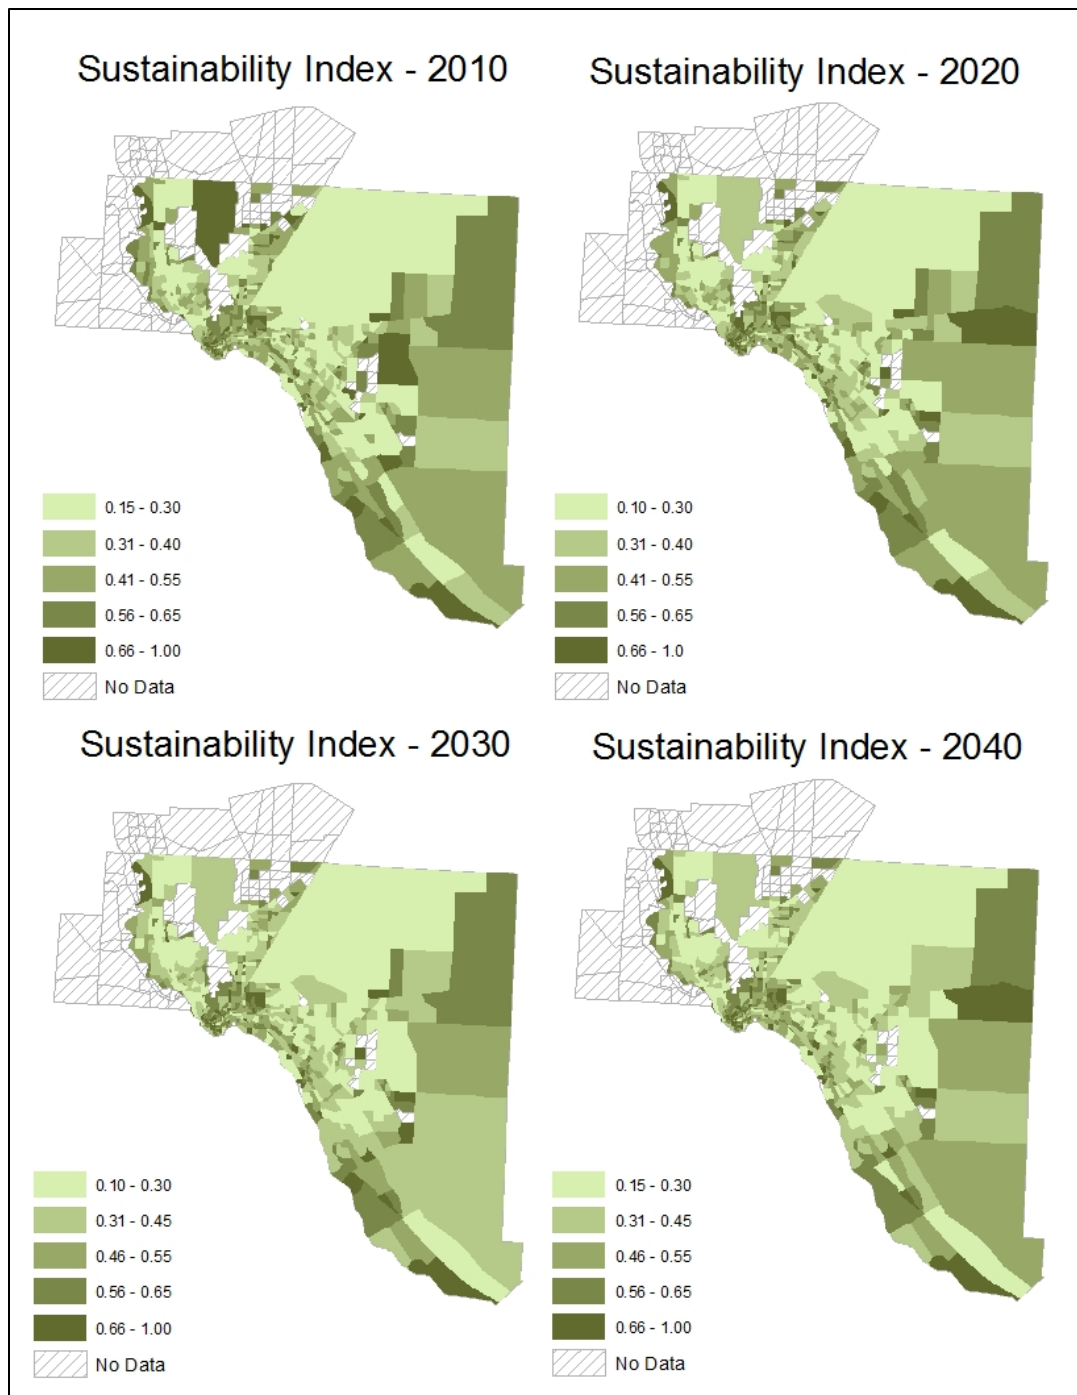 Sustainability Index - 2010
0.15 - 0.30
0.31 - 0.40
0.41 - 0.55
0.56 - 0.65
0.66 - 1.00
No Data
Sustainability Index - 2020
0.10 - 0.30
0.31 - 0.40
0.41 - 0.55
0.56 - 0.65
0.66 - 1.0
No Data
Sustainability Index - 2030
0.10 - 0.30
0.31 - 0.45
0.46 - 0.55
0.56 - 0.65
0.66 - 1.00
No Data
Sustainability Index - 2040
0.15 - 0.30
0.31 - 0.45
0.46 - 0.55
0.56 - 0.65
0.66 - 1.00
No Data